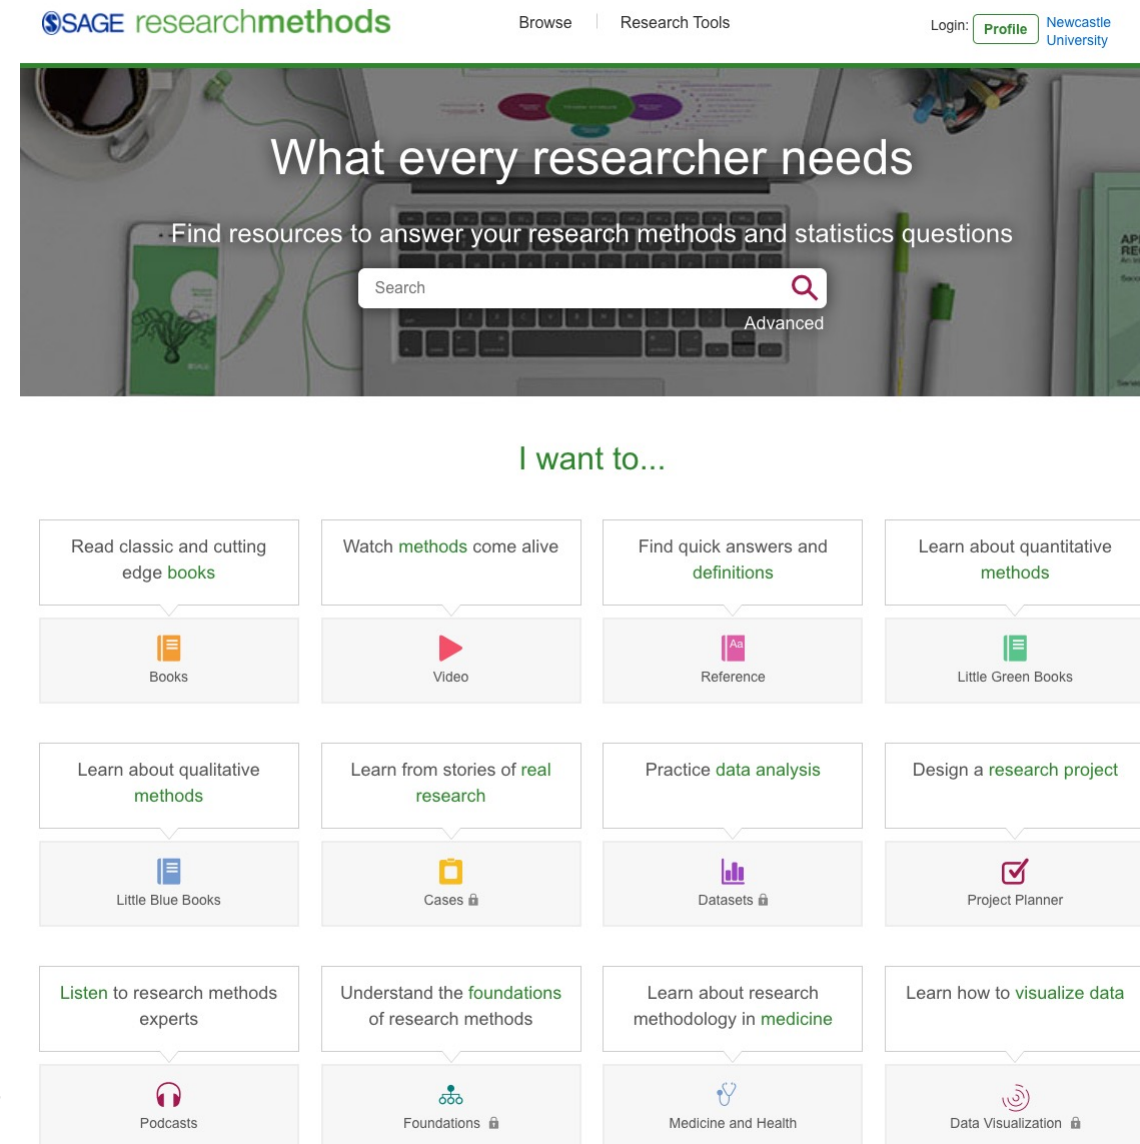 SAGE researchmethods
Browse
Research Tools
Login:
Profile
Newcastle
University
What every researcher needs
Find resources to answer your research methods and statistics questions
Search
Advanced
I want to...
Read classic and cutting
edge books
Books
Watch methods come alive
Video
Find quick answers and
definitions
Aa
Reference
Learn about quantitative
methods
Little Green Books
Learn about qualitative
methods
Little Blue Books
Learn from stories of real
research
Cases
Practice data analysis
Datasets
Design a research project
Project Planner
Listen to research methods
experts
Podcasts
Understand the foundations
of research methods
Foundations
Learn about research
methodology in medicine
Medicine and Health
Learn how to visualize data
Data Visualization